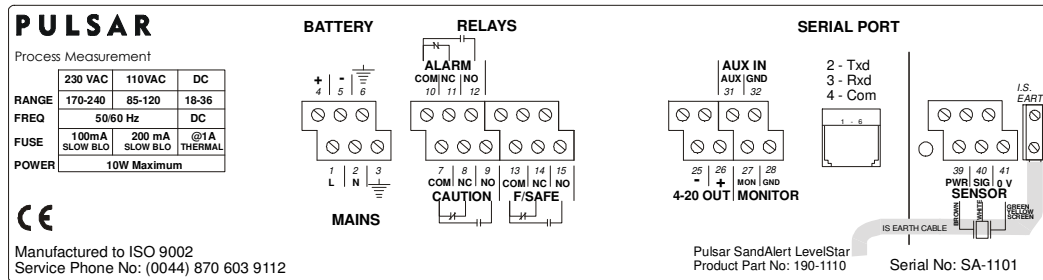 PULSAR
Process Measurement
230 VAC 110VAC DC
RANGE 170-240 85-120 18-36
FREQ 50/60 Hz DC
FUSE 100mA SLOW BLO 200 mA SLOW BLO @1A THERMAL
POWER 10W Maximum
CE
Manufactured to ISO 9002
Service Phone No: (0044) 870 603 9112
BATTERY
+ -
4 5 6
1 2 3
L N
MAINS
RELAYS
ALARM
COM NC NO
10 11 12
7 8 9 13 14 15
COM NC NO COM NC NO
CAUTION F/SAFE
SERIAL PORT
AUX IN
AUX GND
31 32
25 26 27 28
- + MON GND
4-20 OUT MONITOR
2 - Txd
3 - Rxd
4 - Com
1 - 6
I.S.
EART
39 40 41
PWR SIG 0 V
SENSOR
BROWN
WHITE
GREEN
YELLOW
SCREEN
IS EARTH CABLE
Pulsar SandAlert LevelStar
Product Part No: 190-1110
Serial No: SA-1101